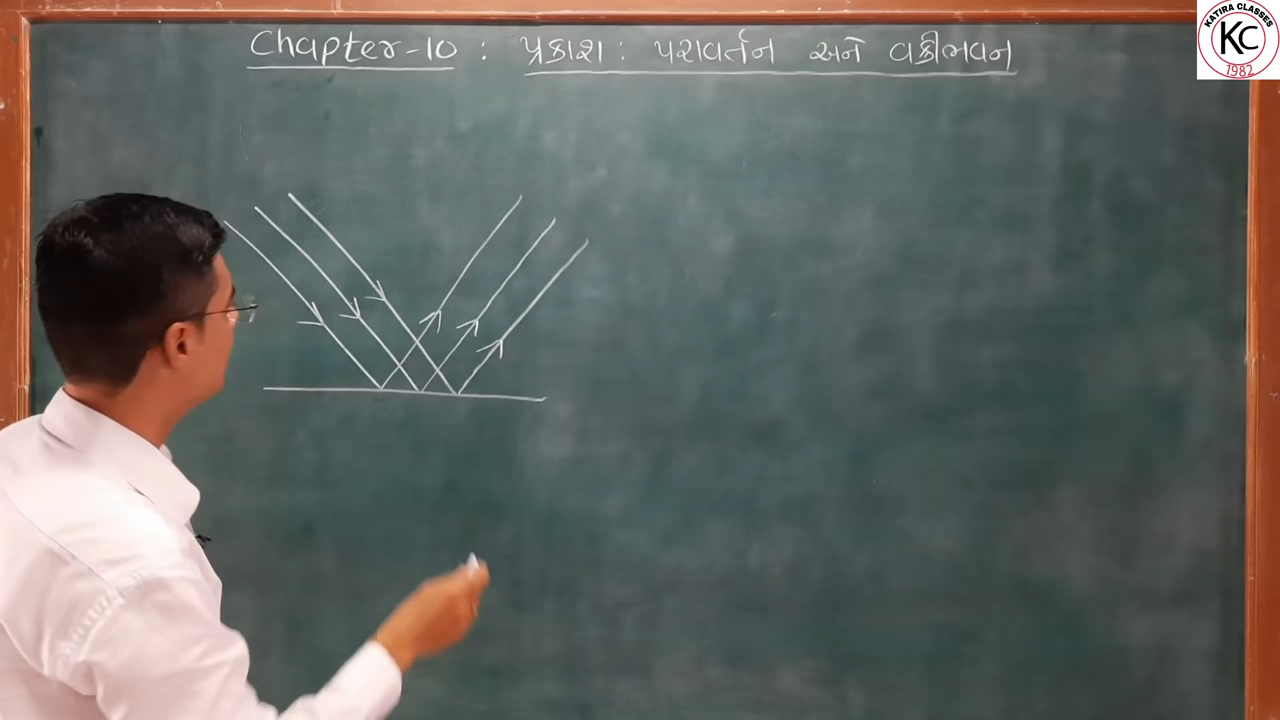 Chapter-10 : પ્રકાશ : પરાવર્તન અને વક્રીભવન
KATIRA CLASSES
KC
1982